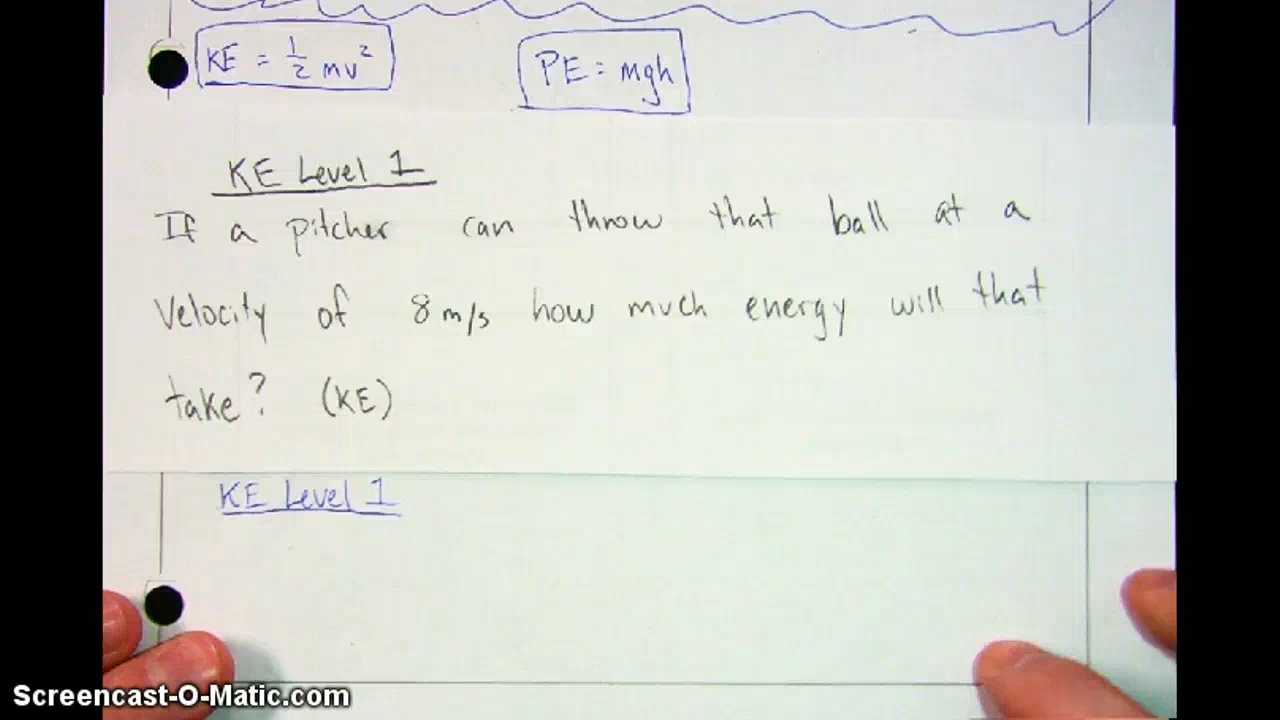 KE = 1/2 mv²
PE = mgh
KE Level 1
If a pitcher can throw that ball at a
velocity of 8 m/s how much energy will that
take? (KE)
KE Level 1
Screencast-O-Matic.com